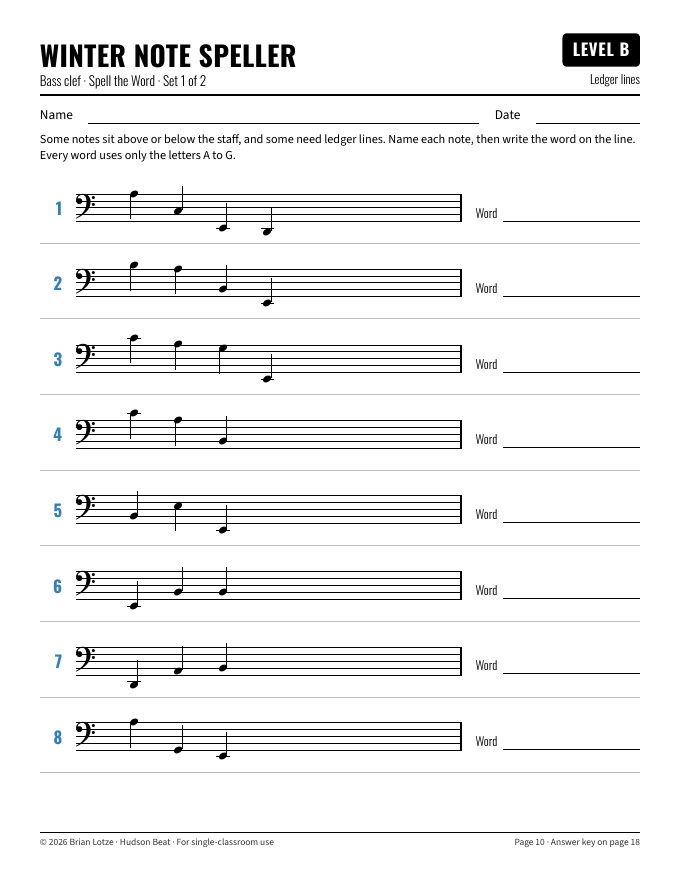 WINTER NOTE SPELLER
LEVEL B
Bass clef · Spell the Word · Set 1 of 2
Ledger lines
Name
Date
Some notes sit above or below the staff, and some need ledger lines. Name each note, then write the word on the line.
Every word uses only the letters A to G.
1 Word
2 Word
3 Word
4 Word
5 Word
6 Word
7 Word
8 Word
© 2026 Brian Lotze · Hudson Beat · For single-classroom use
Page 10 · Answer key on page 18